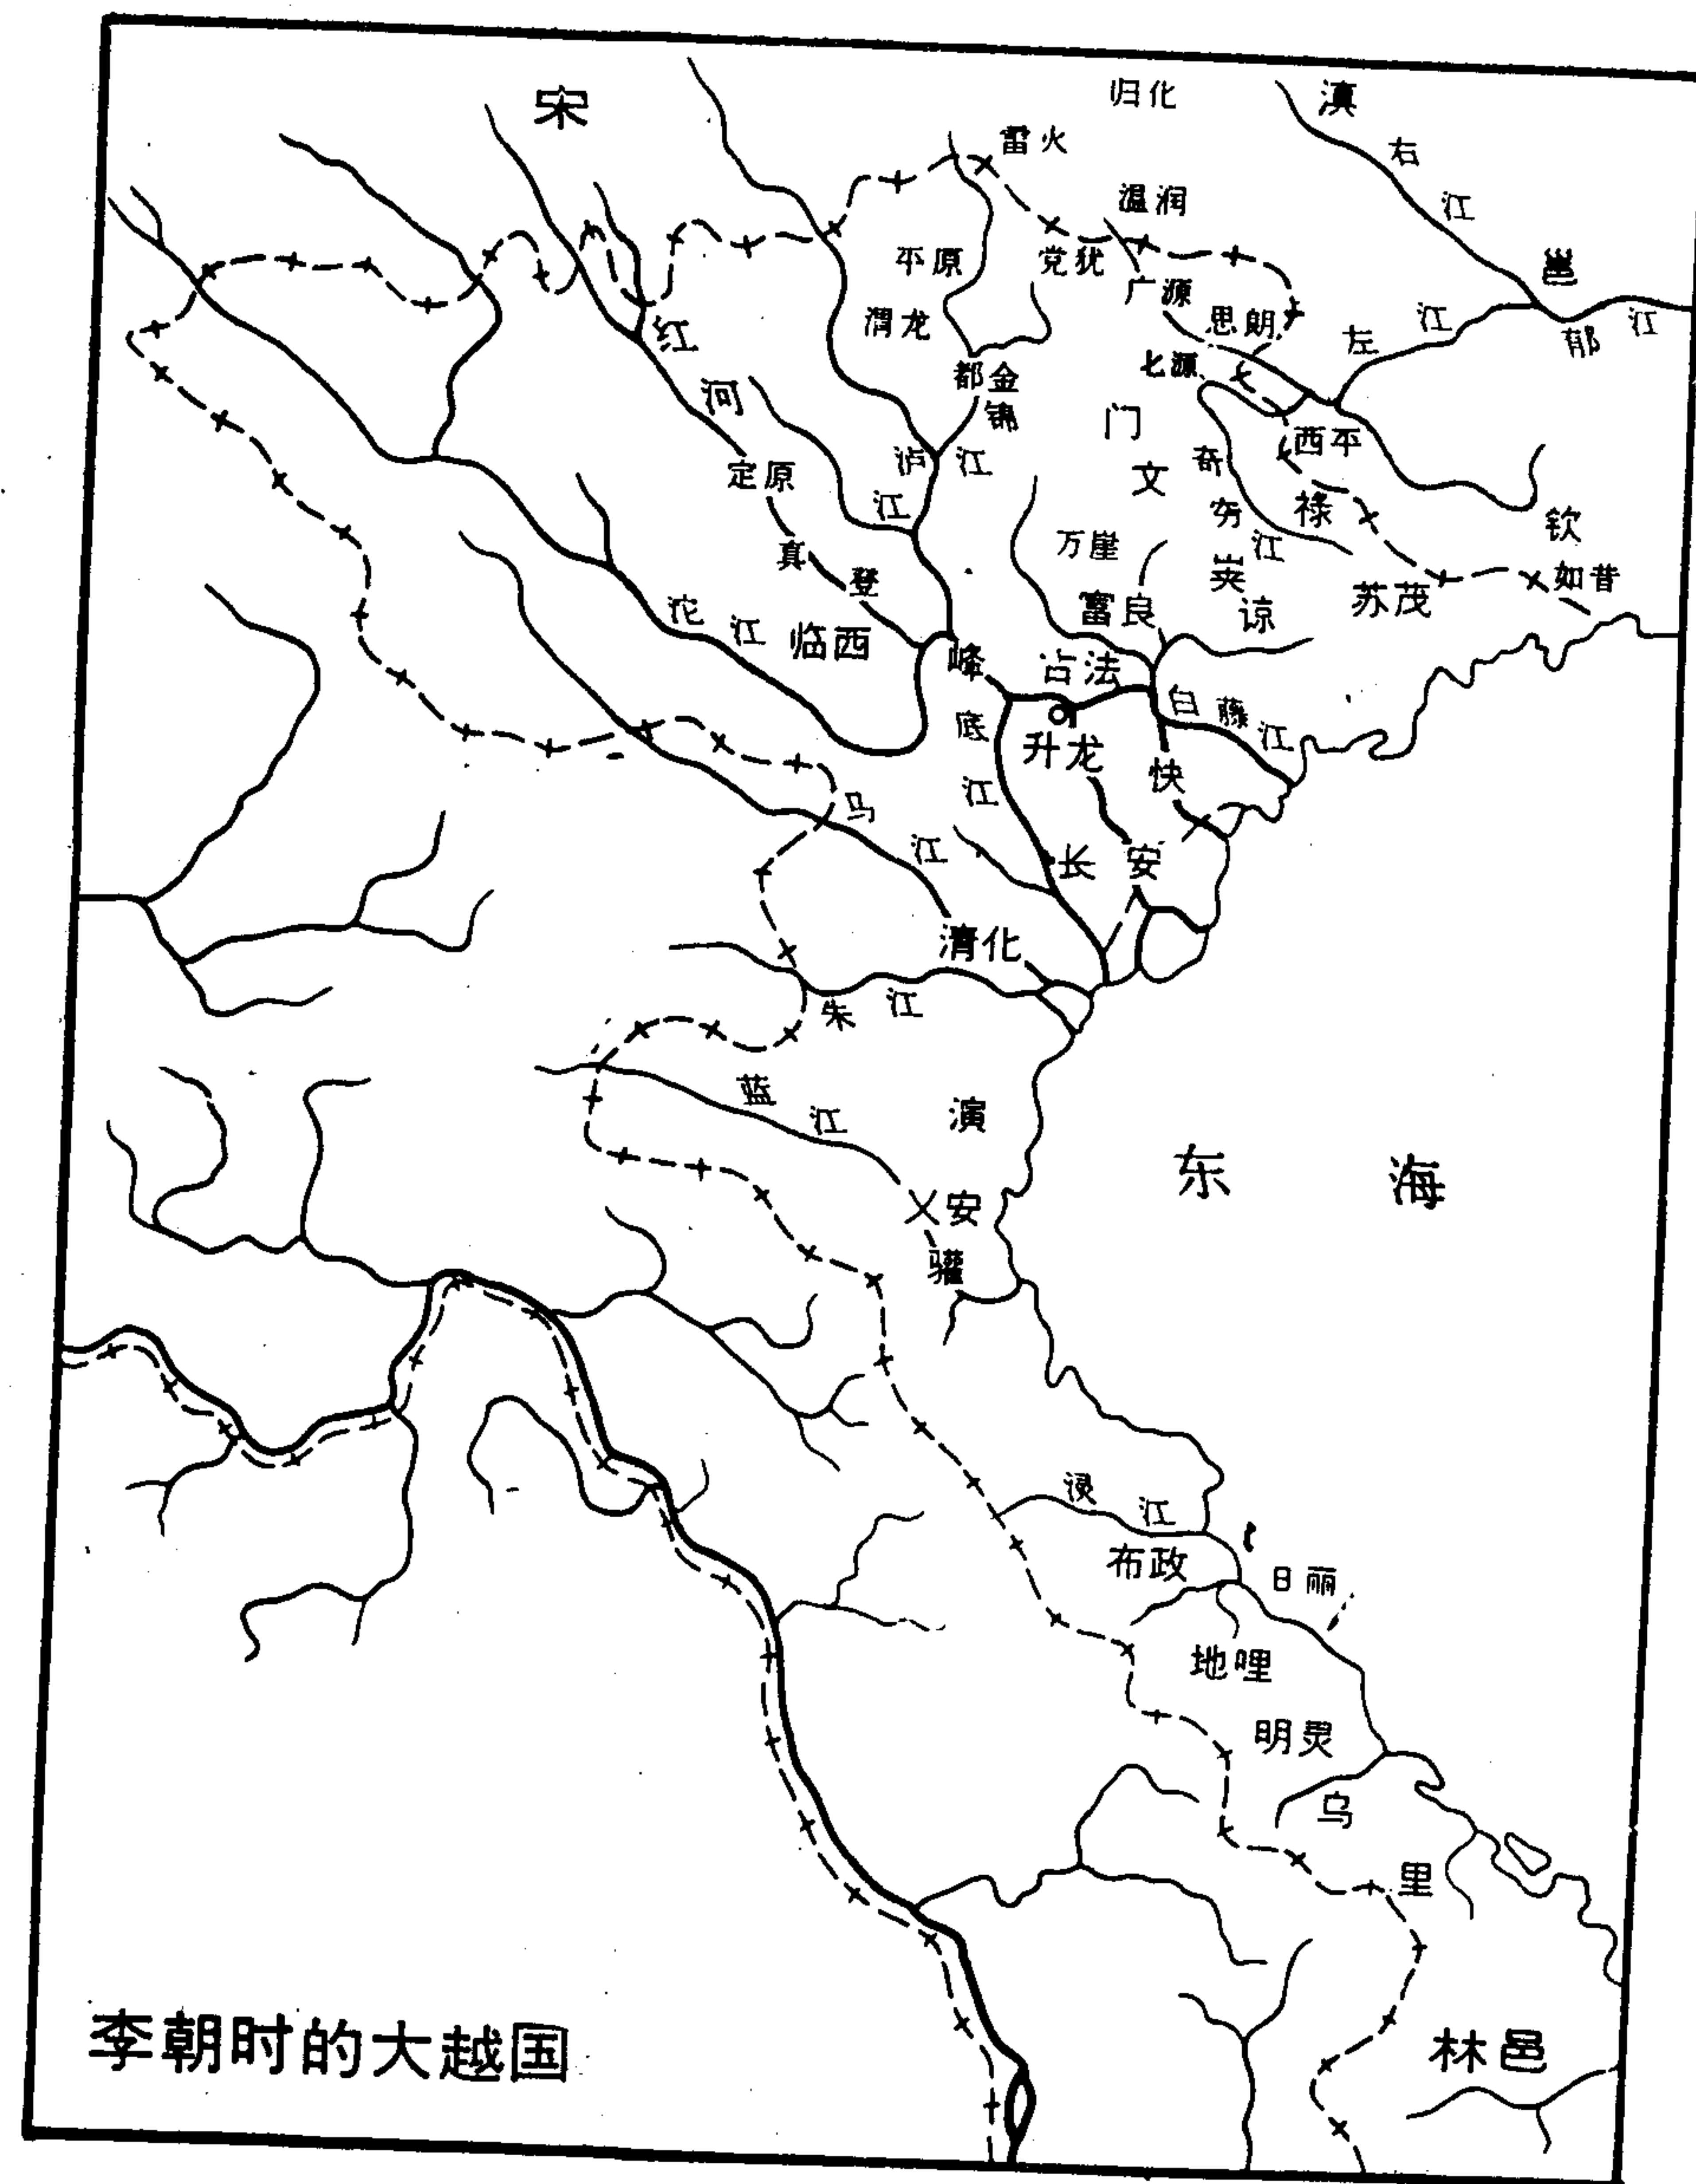 宋
归化
滇
右江
雷火
温润
邕
平原
党犹
广源
渭龙
思朗
左江
郁江
红河
七源
都金
锦
门
西平
定原
泸江
江
文
奇穷江
禄
钦
真
登
万崖
富良
谅
苏茂
如昔
沱江
临西
峰
底江
升龙
白藤江
快
马江
长安
清化
朱江
蓝江
演
东海
乂安
驩
浸江
布政
日丽
地哩
明灵
乌里
林邑
李朝时的大越国